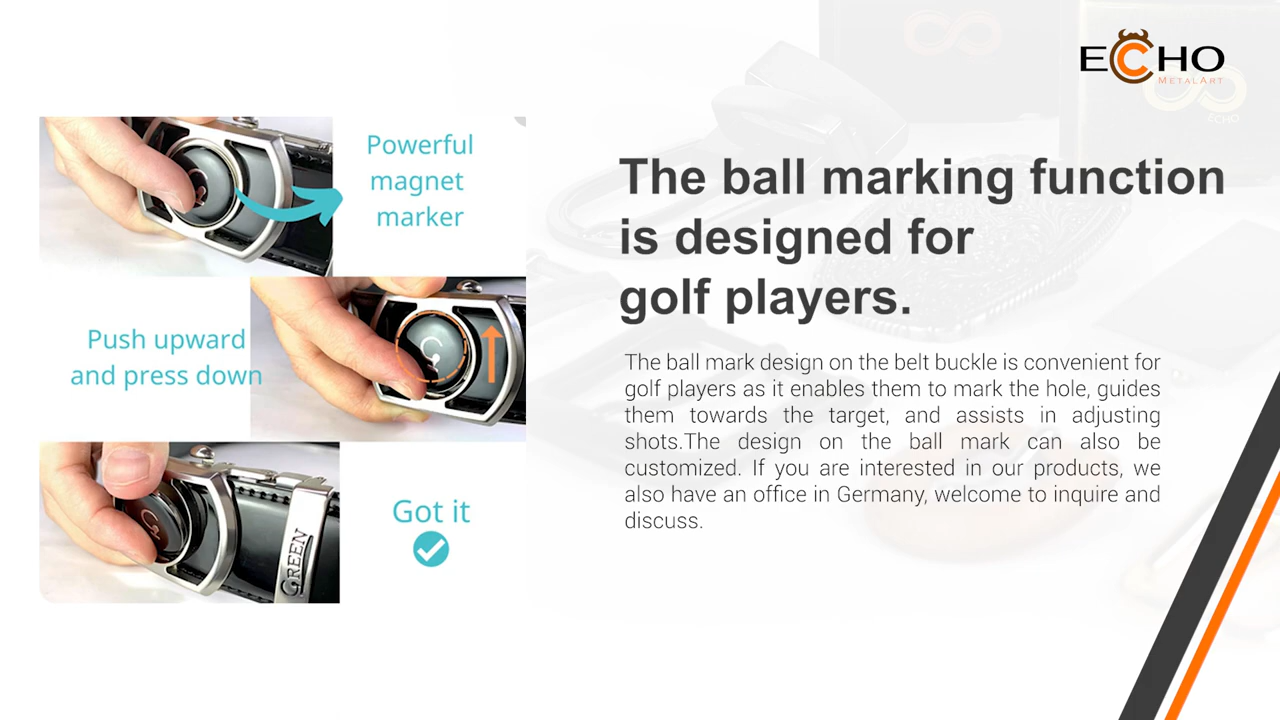 ECHO
METALART
ECHO
Powerful
magnet
marker
Push upward
and press down
Got it
GREEN
The ball marking function
is designed for
golf players.
The ball mark design on the belt buckle is convenient for
golf players as it enables them to mark the hole, guides
them towards the target, and assists in adjusting
shots.The design on the ball mark can also be
customized. If you are interested in our products, we
also have an office in Germany, welcome to inquire and
discuss.